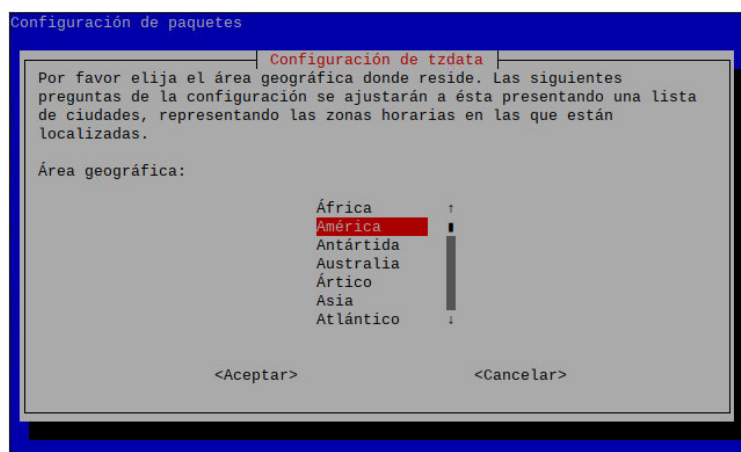 Configuración de paquetes
Configuración de tzdata
Por favor elija el área geográfica donde reside. Las siguientes
preguntas de la configuración se ajustarán a ésta presentando una lista
de ciudades, representando las zonas horarias en las que están
localizadas.
Área geográfica:
África
América
Antártida
Australia
Ártico
Asia
Atlántico
<Aceptar> <Cancelar>